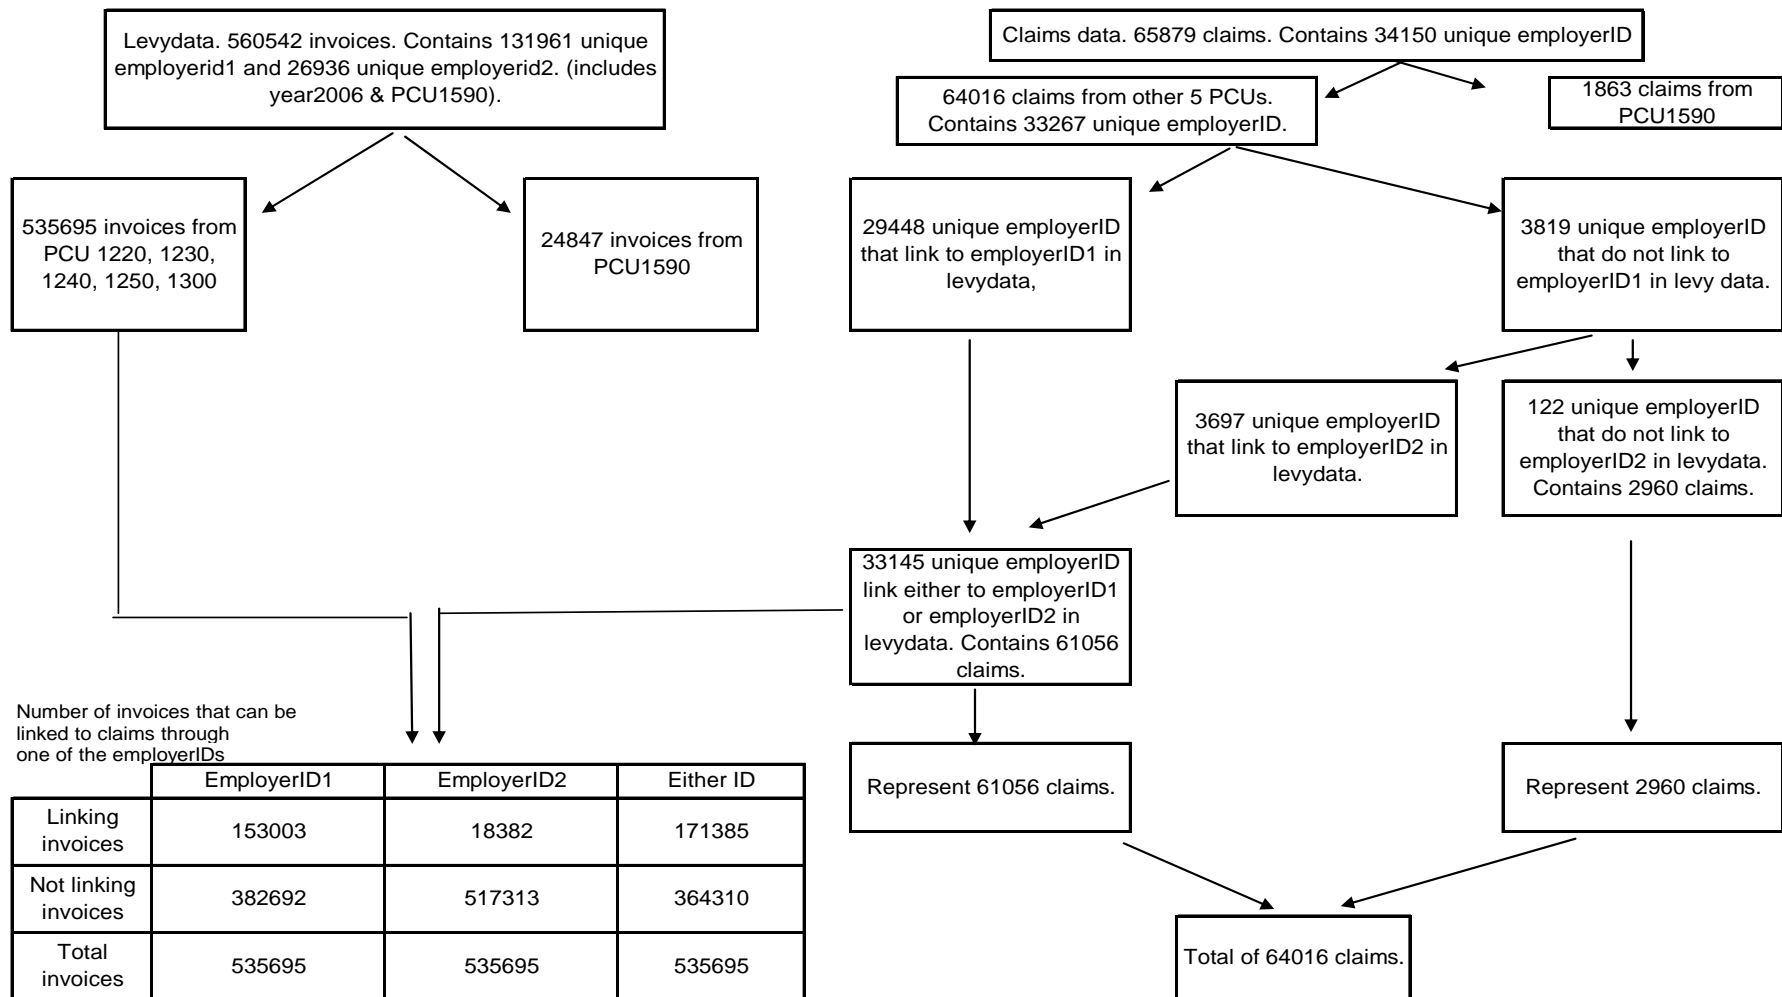 Levydata. 560542 invoices. Contains 131961 unique
employerid1 and 26936 unique employerid2. (includes
year2006 & PCU1590).
Claims data. 65879 claims. Contains 34150 unique employerID
64016 claims from other 5 PCUs.
Contains 33267 unique employerID.
1863 claims from
PCU1590
535695 invoices from
PCU 1220, 1230,
1240, 1250, 1300
24847 invoices from
PCU1590
29448 unique employerID
that link to employerID1 in
levydata,
3819 unique employerID
that do not link to
employerID1 in levy data.
3697 unique employerID
that link to employerID2 in
levydata.
122 unique employerID
that do not link to
employerID2 in levydata.
Contains 2960 claims.
33145 unique employerID
link either to employerID1
or employerID2 in
levydata. Contains 61056
claims.
Number of invoices that can be
linked to claims through
one of the employerIDs
EmployerID1 EmployerID2 Either ID
Linking
invoices
153003 18382 171385
Not linking
invoices
382692 517313 364310
Total
invoices
535695 535695 535695
Represent 61056 claims.
Represent 2960 claims.
Total of 64016 claims.